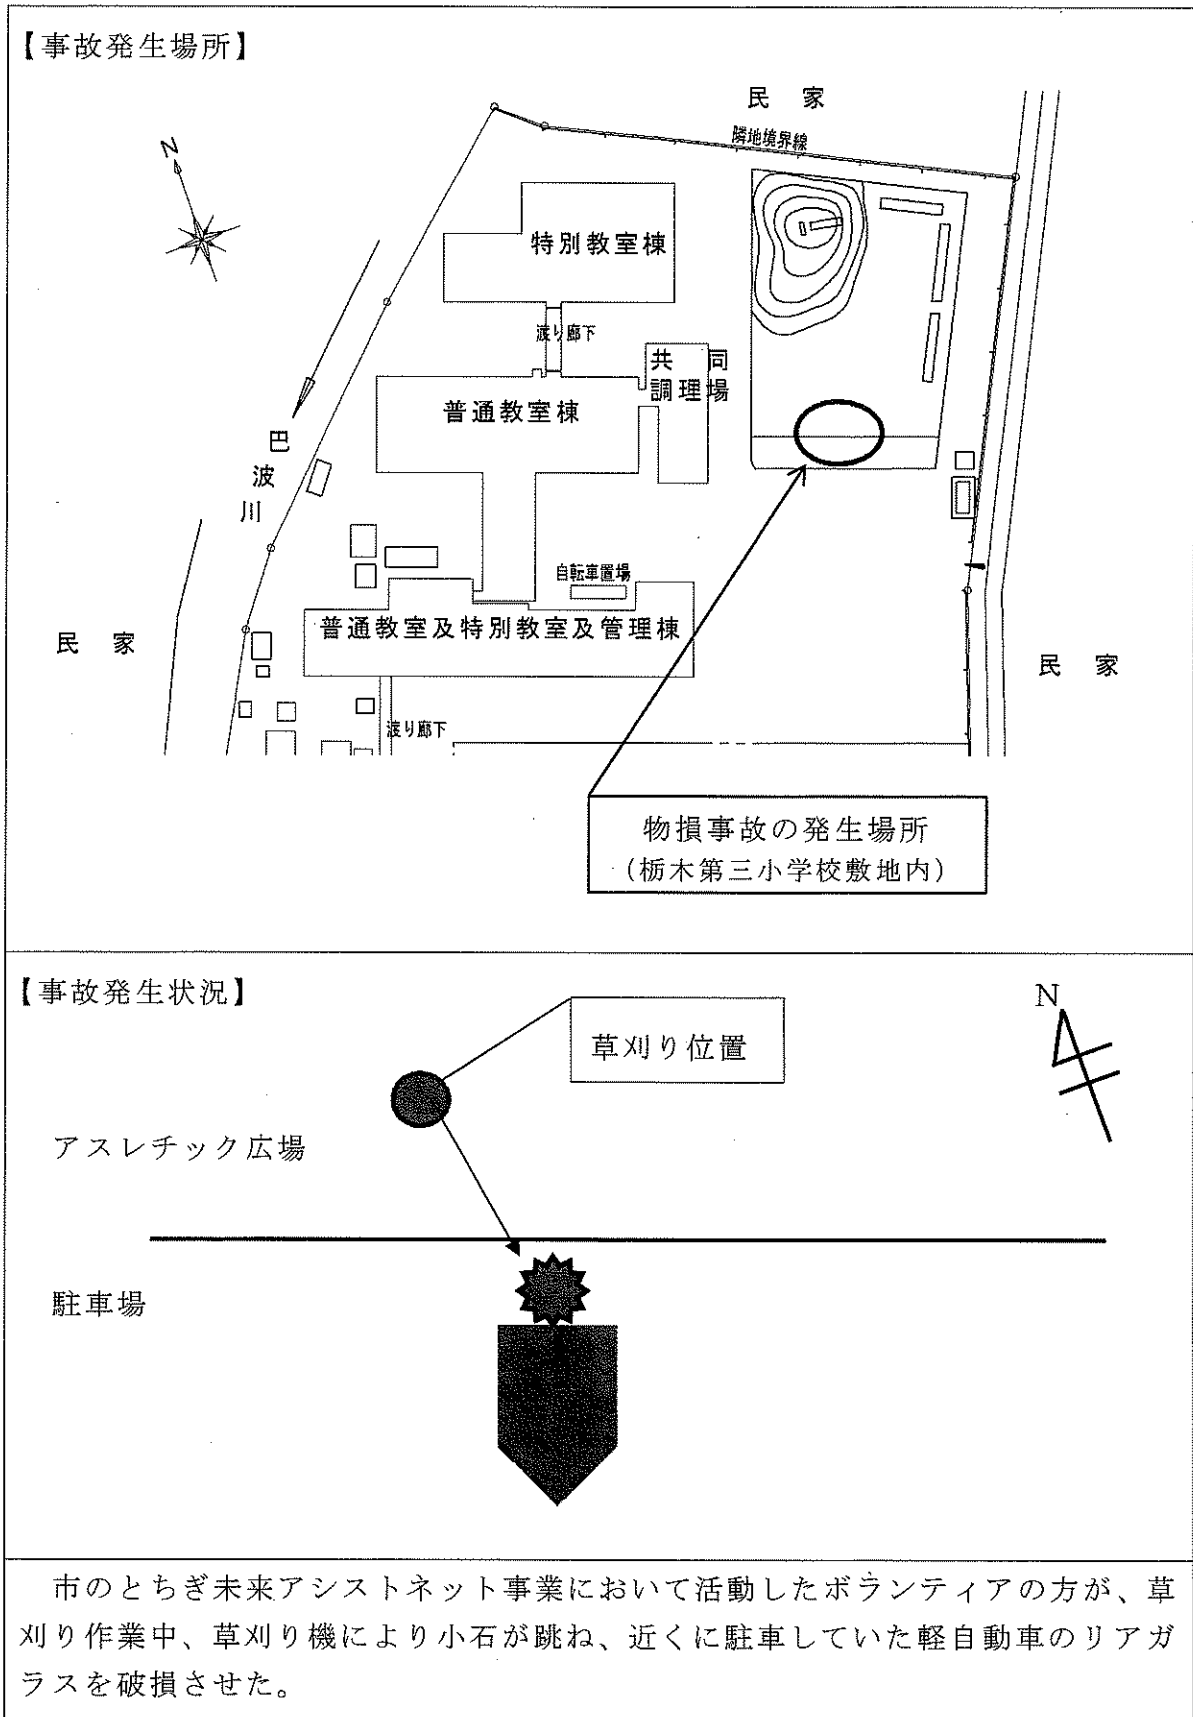 【事故発生場所】
民 家
隣地境界線
N
特別教室棟
渡り廊下
共 同
調理場
普通教室棟
巴波川
自転車置場
民 家
普通教室及特別教室及管理棟
民 家
渡り廊下
物損事故の発生場所
(栃木第三小学校敷地内)
【事故発生状況】
N
草刈り位置
アスレチック広場
駐車場
市のとちぎ未来アシストネット事業において活動したボランティアの方が、草
刈り作業中、草刈り機により小石が跳ね、近くに駐車していた軽自動車のリアガ
ラスを破損させた。